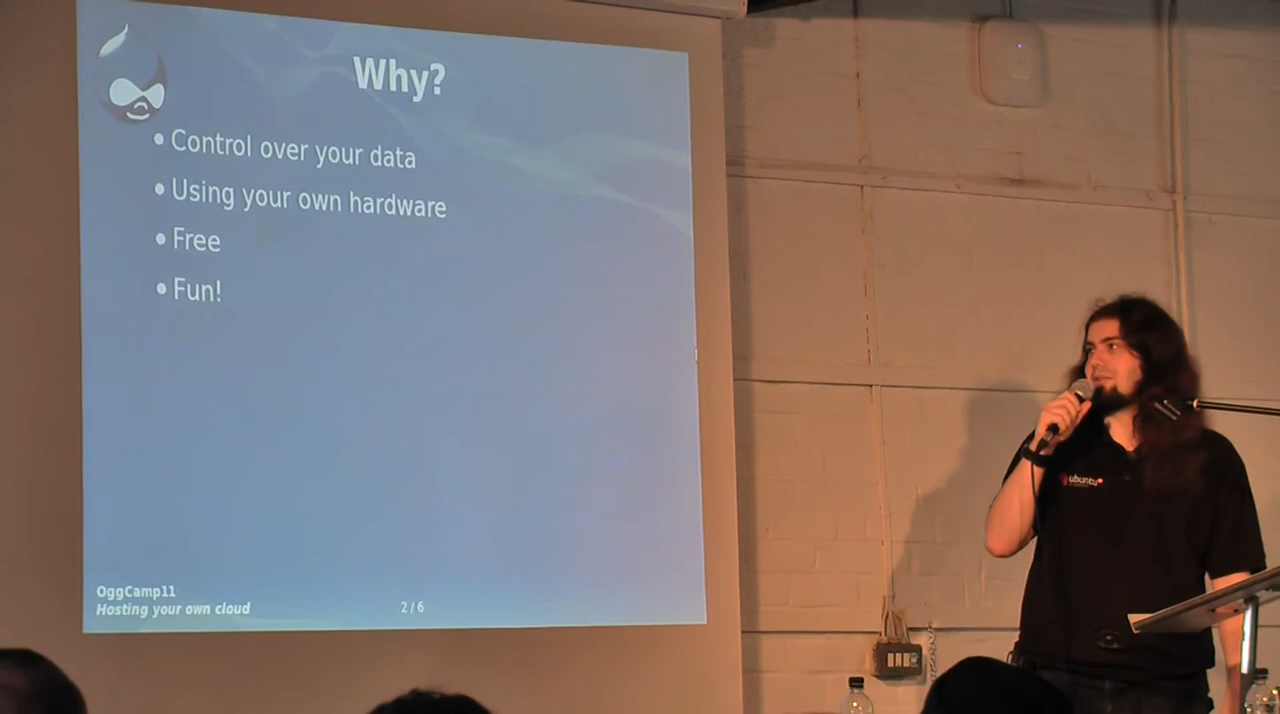 Why?
• Control over your data
• Using your own hardware
• Free
• Fun!
OggCamp11
Hosting your own cloud
2/6
ubuntu